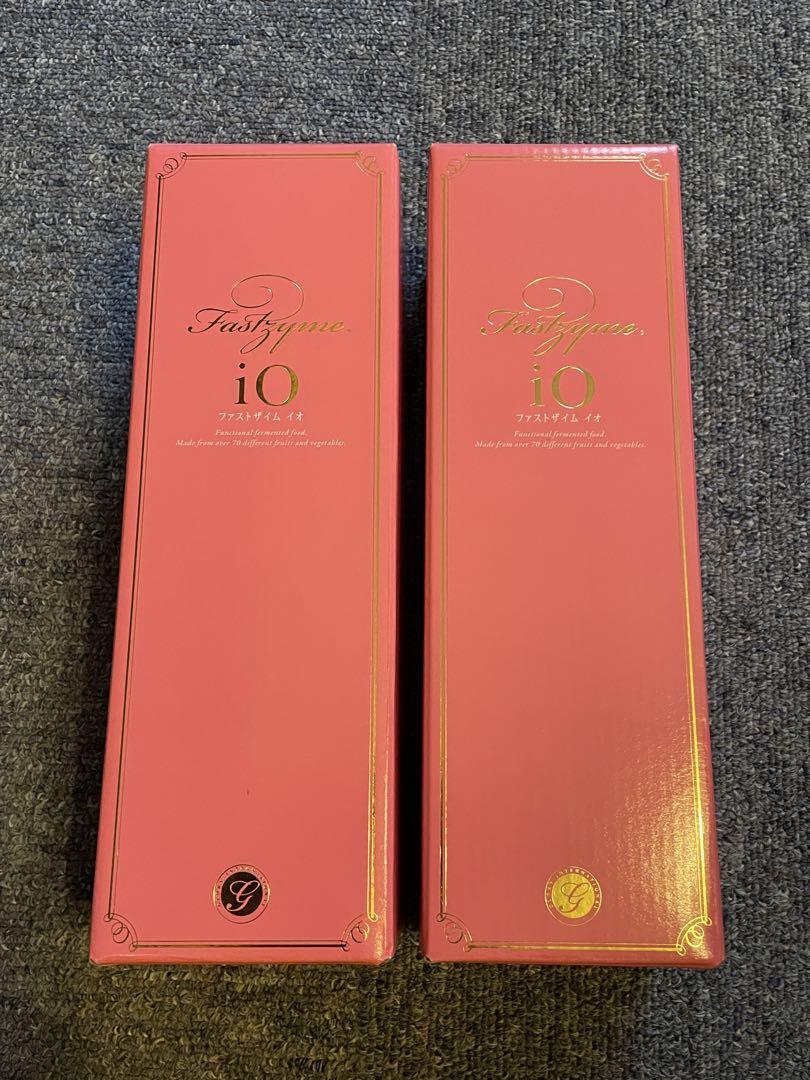 Fastzyme
iO
ファストザイム イオ
Functional fermented food.
Made from over 70 different fruits and vegetables.
G
Fastzyme
iO
ファストザイム イオ
Functional fermented food.
Made from over 70 different fruits and vegetables.
INTERNATIONAL
G